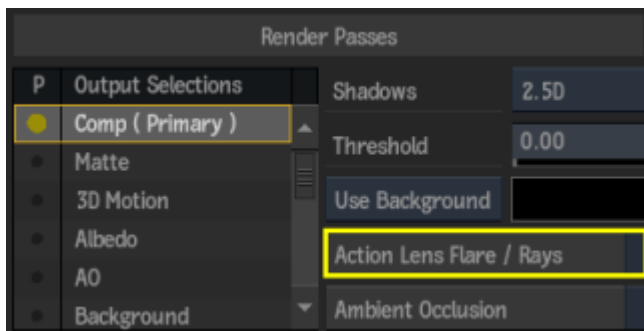 Render Passes
P Output Selections
Comp ( Primary )
Matte
3D Motion
Albedo
AO
Background
Shadows 2.5D
Threshold 0.00
Use Background
Action Lens Flare / Rays
Ambient Occlusion